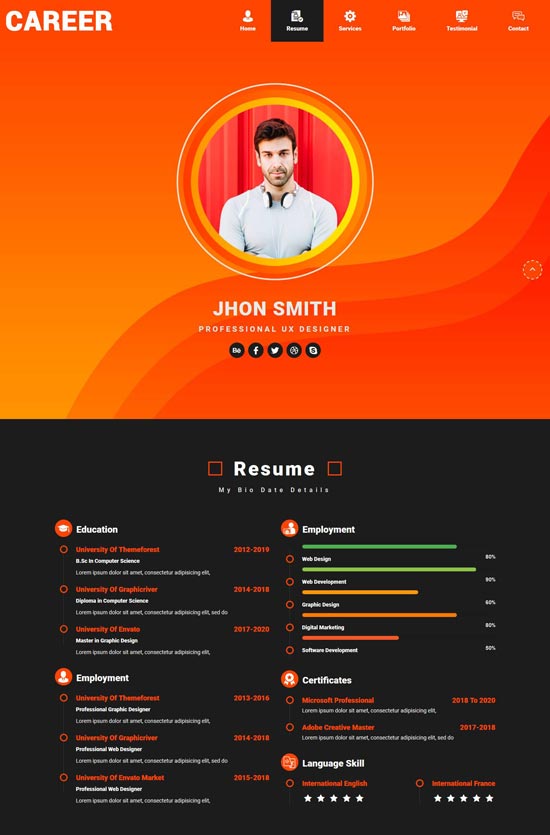 CAREER
Home
Resume
Services
Portfolio
Testimonial
Contact
JHON SMITH
PROFESSIONAL UX DESIGNER
Resume
My Bio Date Details
Education
University Of Themeforest 2012-2019
B.Sc In Computer Science
Lorem ipsum dolor sit amet, consectetur adipisicing elit,
University Of Graphicriver 2014-2018
Diploma in Computer Science
Lorem ipsum dolor sit amet, consectetur adipisicing elit, sed do
University Of Envato 2017-2020
Master in Graphic Design
Lorem ipsum dolor sit amet, consectetur adipisicing elit,
Employment
University Of Themeforest 2013-2016
Professional Graphic Designer
Lorem ipsum dolor sit amet, consectetur adipisicing elit,
University Of Graphicriver 2014-2018
Professional Web Designer
Lorem ipsum dolor sit amet, consectetur adipisicing elit,
University Of Envato Market 2015-2018
Professional Web Designer
Lorem ipsum dolor sit amet, consectetur adipisicing elit,
Employment
Web Design 80%
Web Development 90%
Graphic Design 60%
Digital Marketing 80%
Software Development 50%
Certificates
Microsoft Professional 2018 To 2020
Lorem ipsum dolor sit amet, consectetur adipisicing elit,
Adobe Creative Master 2017-2018
Lorem ipsum dolor sit amet, consectetur adipisicing elit, sed do
Language Skill
International English
International France